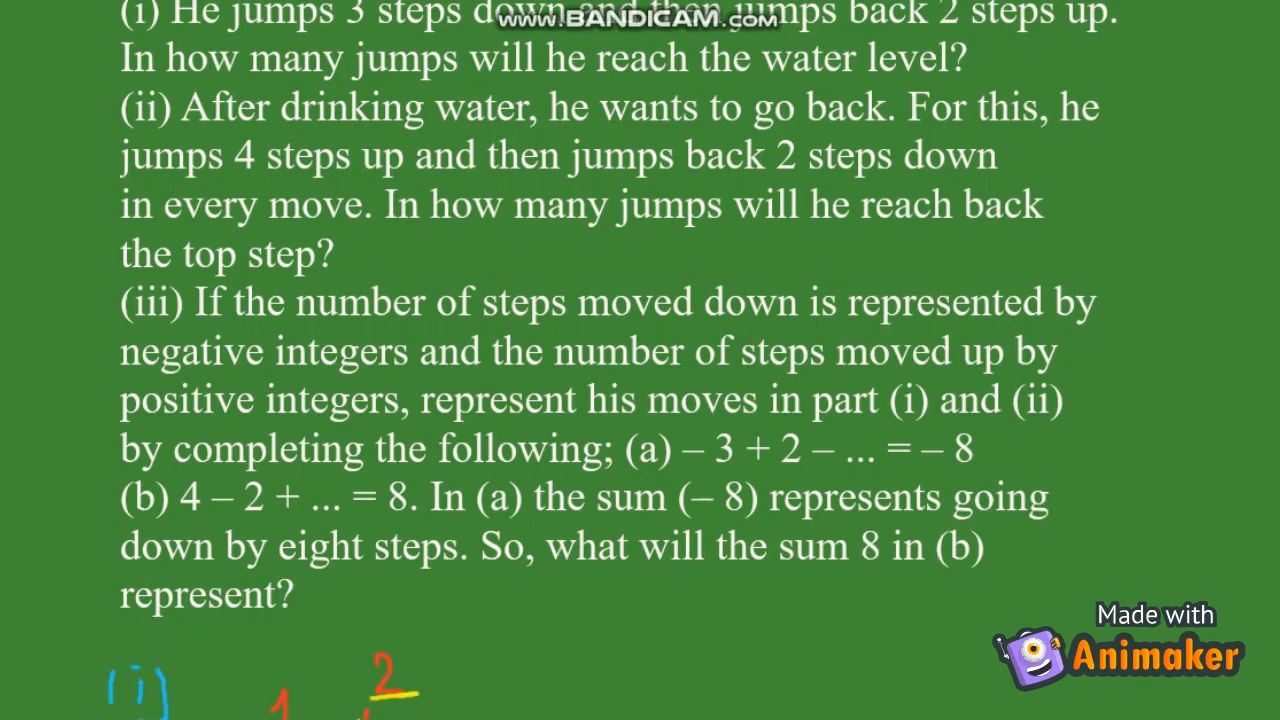 (i) He jumps 3 steps down and then jumps back 2 steps up.
www.BANDICAM.com
In how many jumps will he reach the water level?
(ii) After drinking water, he wants to go back. For this, he
jumps 4 steps up and then jumps back 2 steps down
in every move. In how many jumps will he reach back
the top step?
(iii) If the number of steps moved down is represented by
negative integers and the number of steps moved up by
positive integers, represent his moves in part (i) and (ii)
by completing the following; (a) – 3 + 2 – ... = – 8
(b) 4 – 2 + ... = 8. In (a) the sum (– 8) represents going
down by eight steps. So, what will the sum 8 in (b)
represent?
Made with
Animaker
(i) 1 2